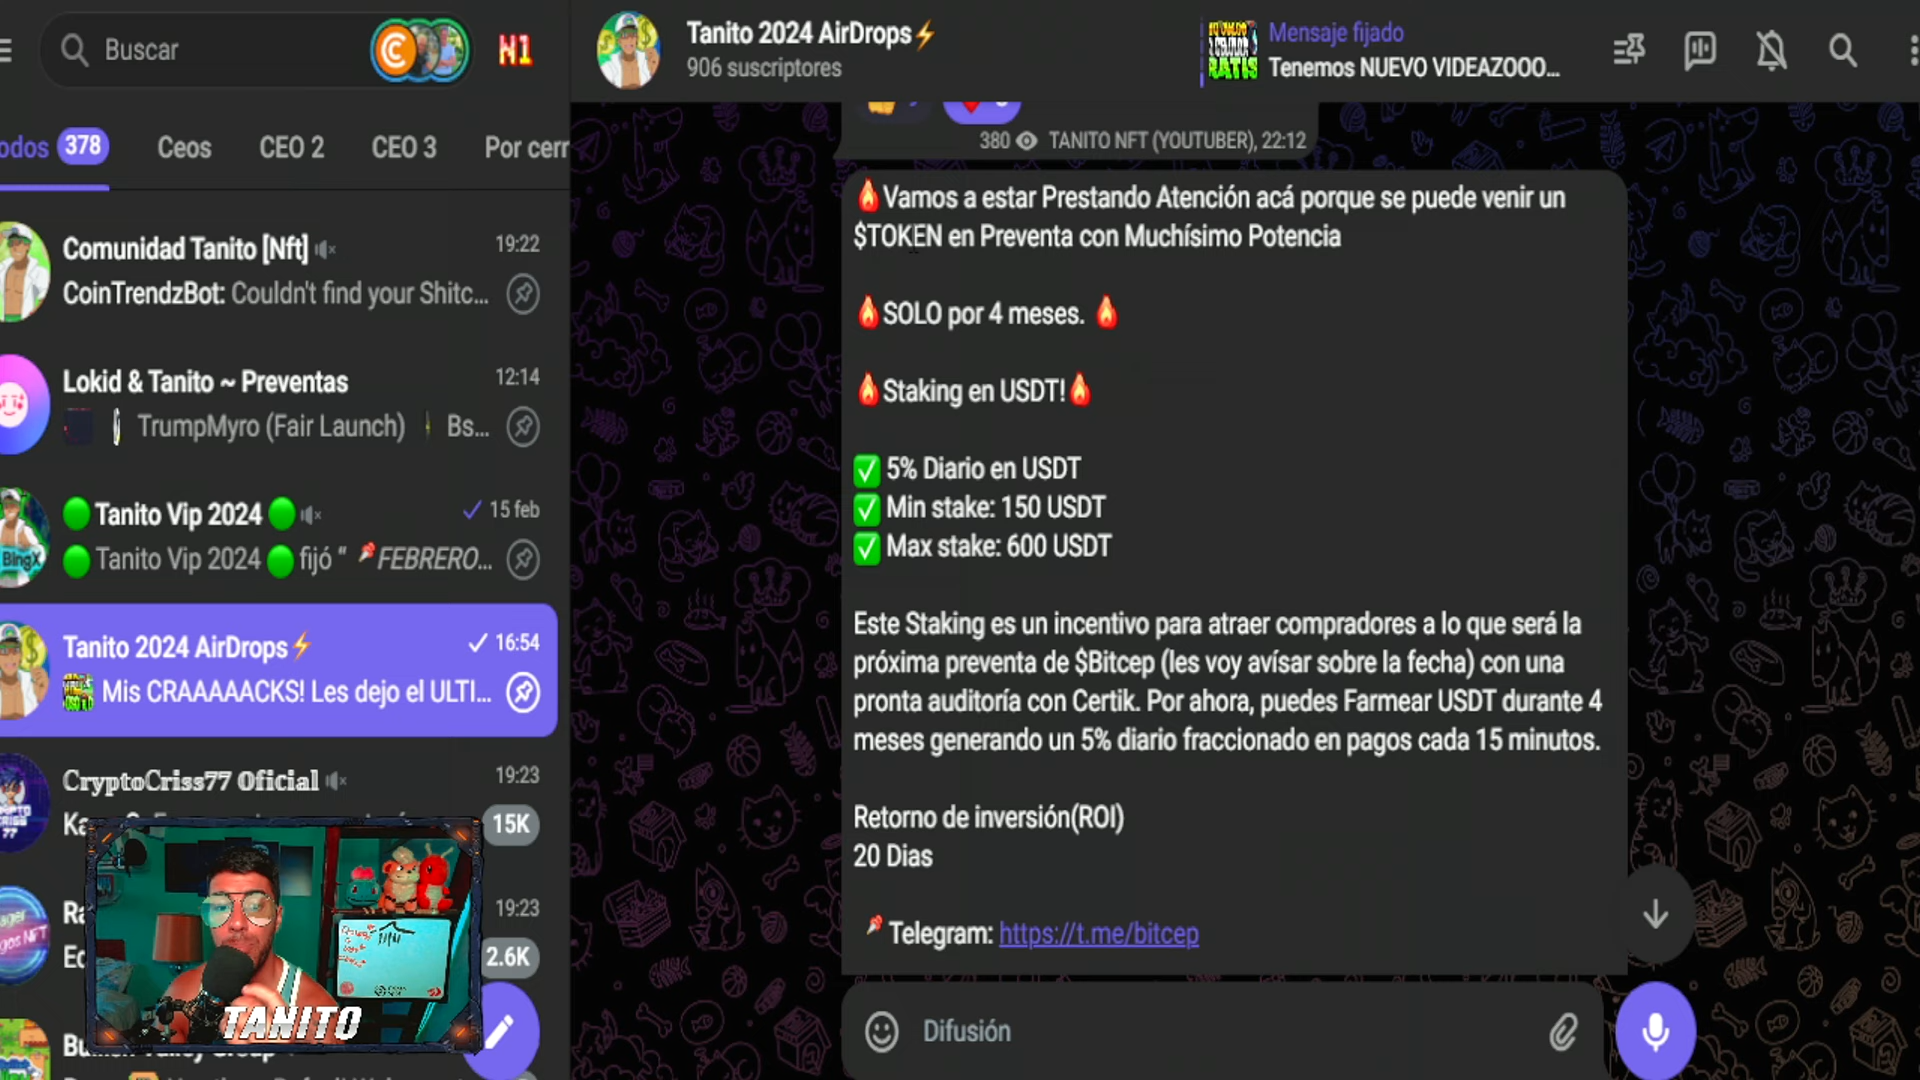 Buscar
N1
Tanito 2024 AirDrops⚡
906 suscriptores
Mensaje fijado
Tenemos NUEVO VIDEAZOOO...
odos 378
Ceos
CEO 2
CEO 3
Por cerr
Comunidad Tanito [Nft]
19:22
CoinTrendzBot: Couldn't find your Shitc...
Lokid & Tanito ~ Preventas
12:14
TrumpMyro (Fair Launch) Bs...
🟢 Tanito Vip 2024 🟢
15 feb
🟢 Tanito Vip 2024 🟢 fijó “ 📌FEBRERO...
BingX
Tanito 2024 AirDrops⚡
16:54
Mis CRAAAAACKS! Les dejo el ULTI...
CryptoCriss77 Oficial
19:23
15K
Ra
19:23
2.6K
TANITO
380 TANITO NFT (YOUTUBER), 22:12
🔥Vamos a estar Prestando Atención acá porque se puede venir un
$TOKEN en Preventa con Muchísimo Potencia
🔥SOLO por 4 meses. 🔥
🔥Staking en USDT!🔥
✅ 5% Diario en USDT
✅ Min stake: 150 USDT
✅ Max stake: 600 USDT
Este Staking es un incentivo para atraer compradores a lo que será la
próxima preventa de $Bitcep (les voy avísar sobre la fecha) con una
pronta auditoría con Certik. Por ahora, puedes Farmear USDT durante 4
meses generando un 5% diario fraccionado en pagos cada 15 minutos.
Retorno de inversión(ROI)
20 Dias
📌Telegram: https://t.me/bitcep
Difusión